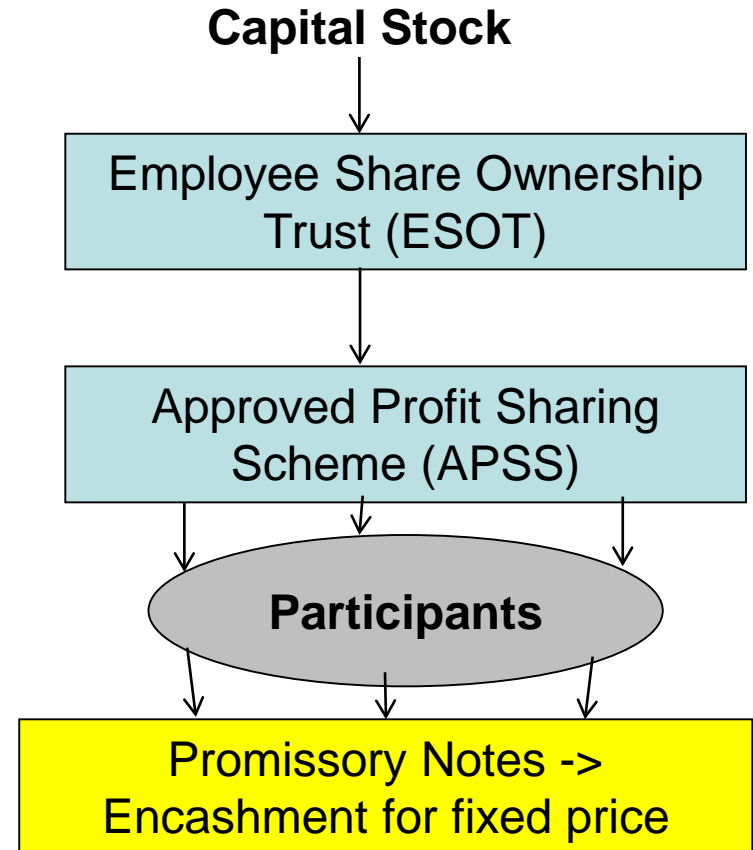 Capital Stock
Employee Share Ownership
Trust (ESOT)
Approved Profit Sharing
Scheme (APSS)
Participants
Promissory Notes ->
Encashment for fixed price